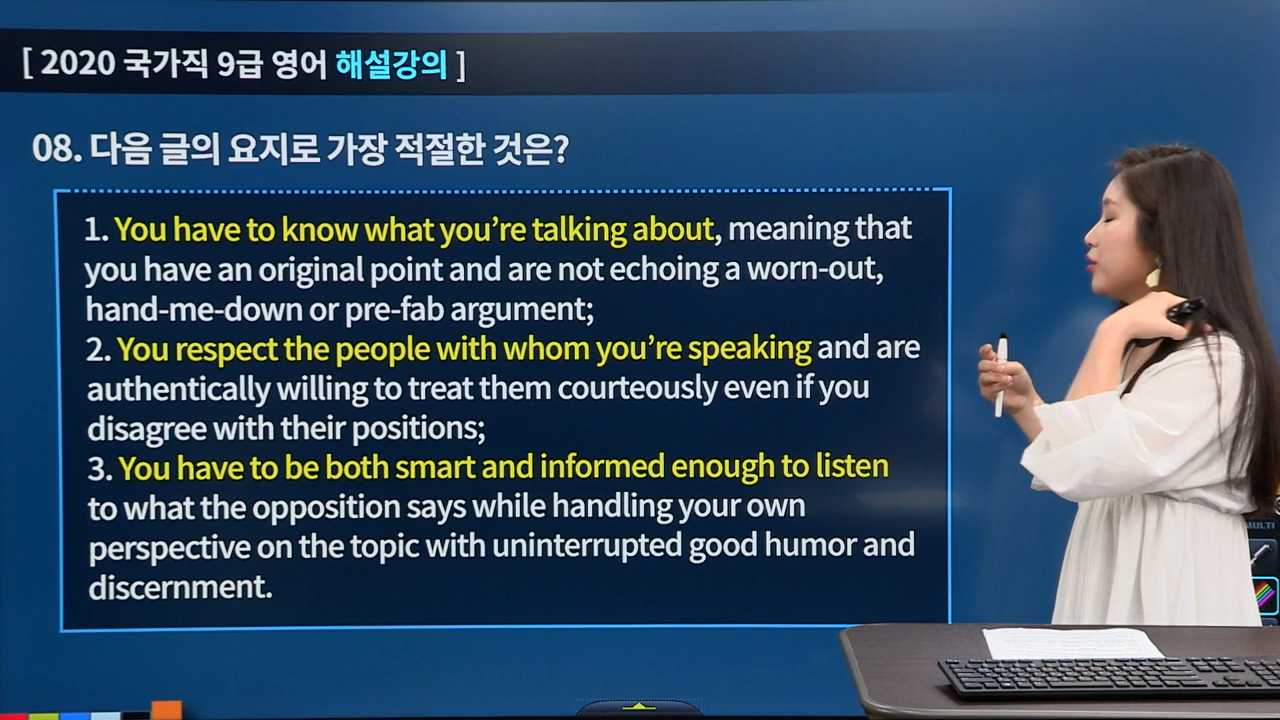 [ 2020 국가직 9급 영어 해설강의 ]
08. 다음 글의 요지로 가장 적절한 것은?
1. You have to know what you’re talking about, meaning that
you have an original point and are not echoing a worn-out,
hand-me-down or pre-fab argument;
2. You respect the people with whom you’re speaking and are
authentically willing to treat them courteously even if you
disagree with their positions;
3. You have to be both smart and informed enough to listen
to what the opposition says while handling your own
perspective on the topic with uninterrupted good humor and
discernment.
MULTI